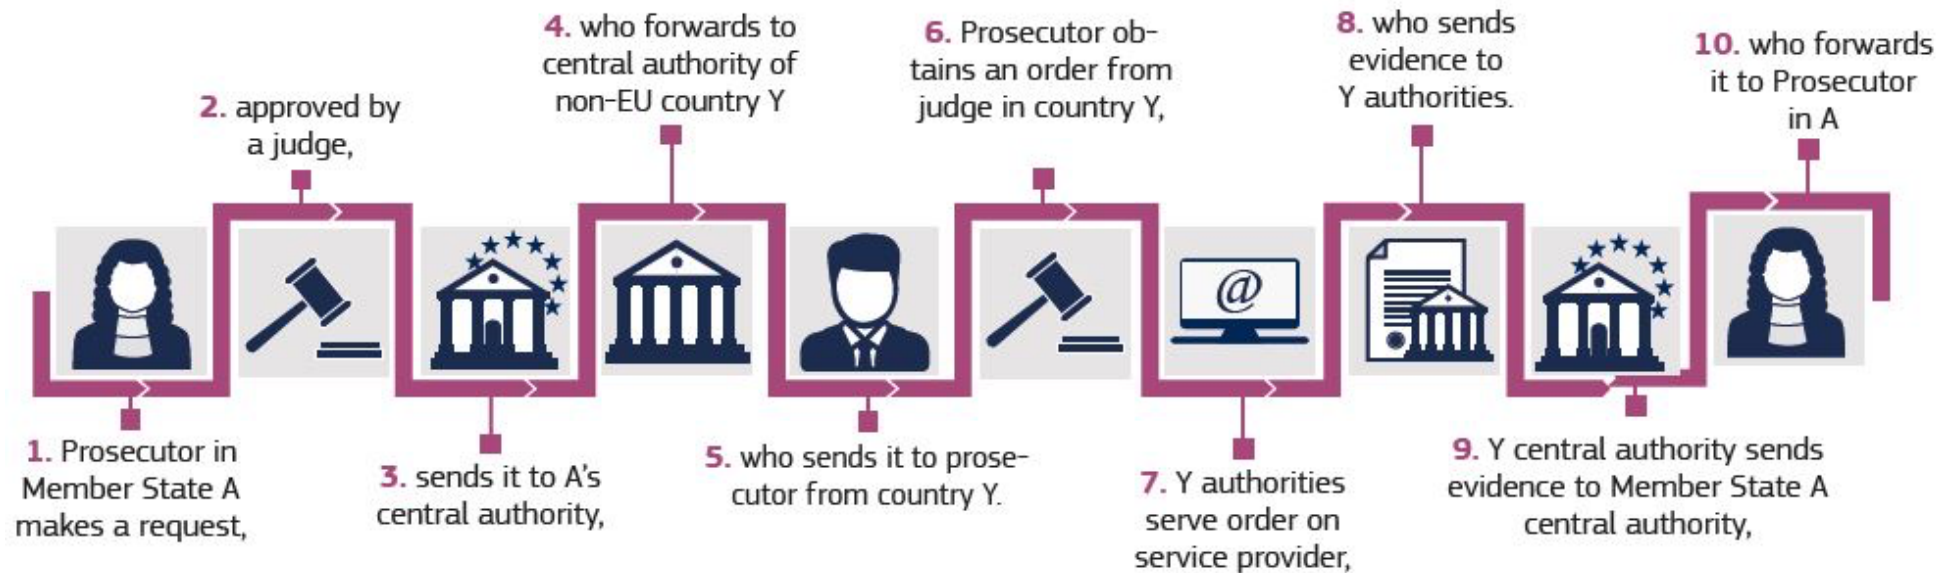 1. Prosecutor in
Member State A
makes a request,
2. approved by
a judge,
3. sends it to A's
central authority,
4. who forwards to
central authority of
non-EU country Y
5. who sends it to prose-
cutor from country Y.
6. Prosecutor ob-
tains an order from
judge in country Y,
7. Y authorities
serve order on
service provider,
@
8. who sends
evidence to
Y authorities.
9. Y central authority sends
evidence to Member State A
central authority,
10. who forwards
it to Prosecutor
in A